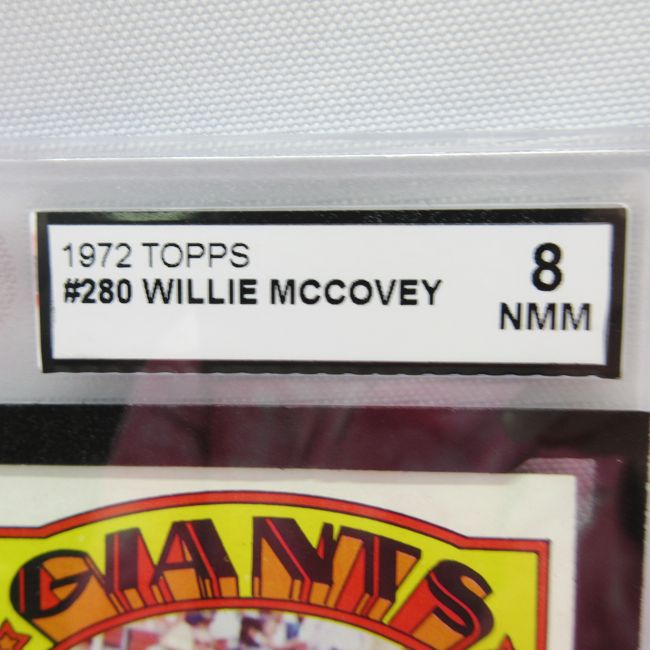 1972 TOPPS
#280 WILLIE MCCOVEY
8
NMM
GIANTS